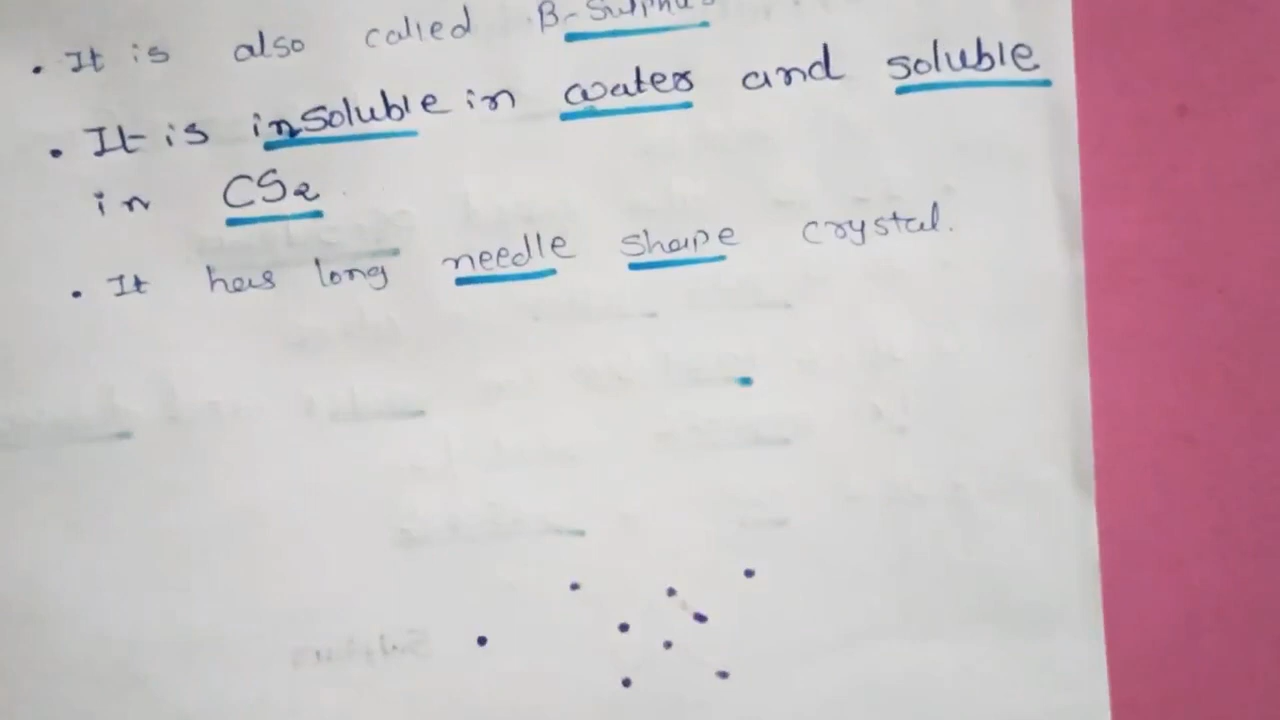 • It is also called β-Sulphur
• It is insoluble in water and soluble
in CS2
• It has long needle shape crystal.